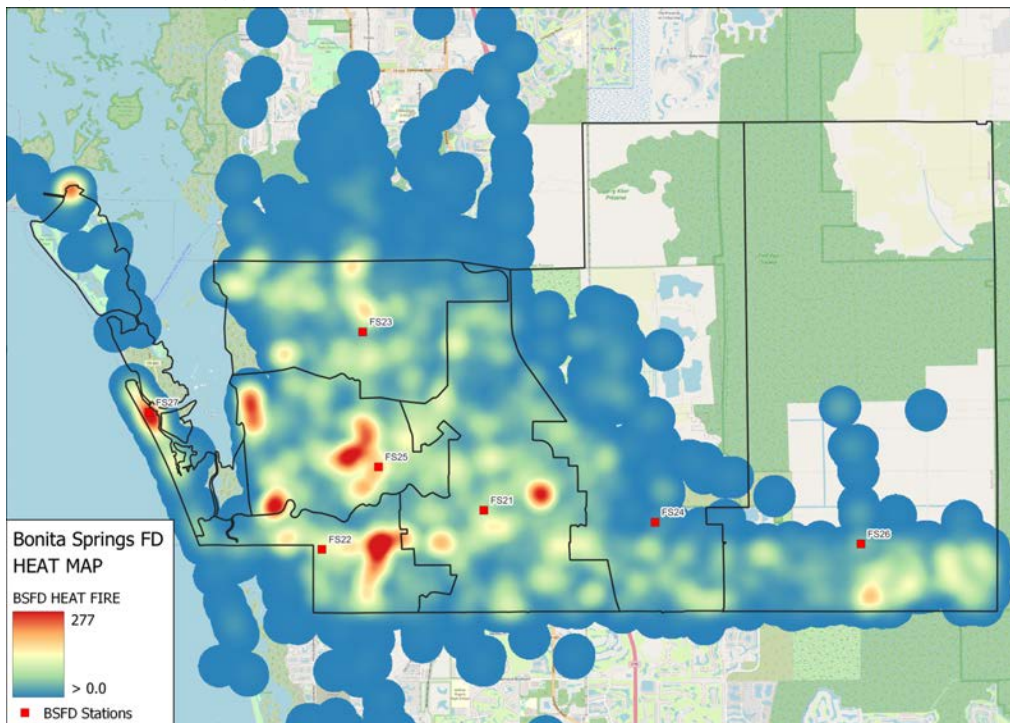 FS23
FS27
FS25
FS21
FS24
FS22
FS26
Bonita Springs FD
HEAT MAP
BSFD HEAT FIRE
277
> 0.0
BSFD Stations